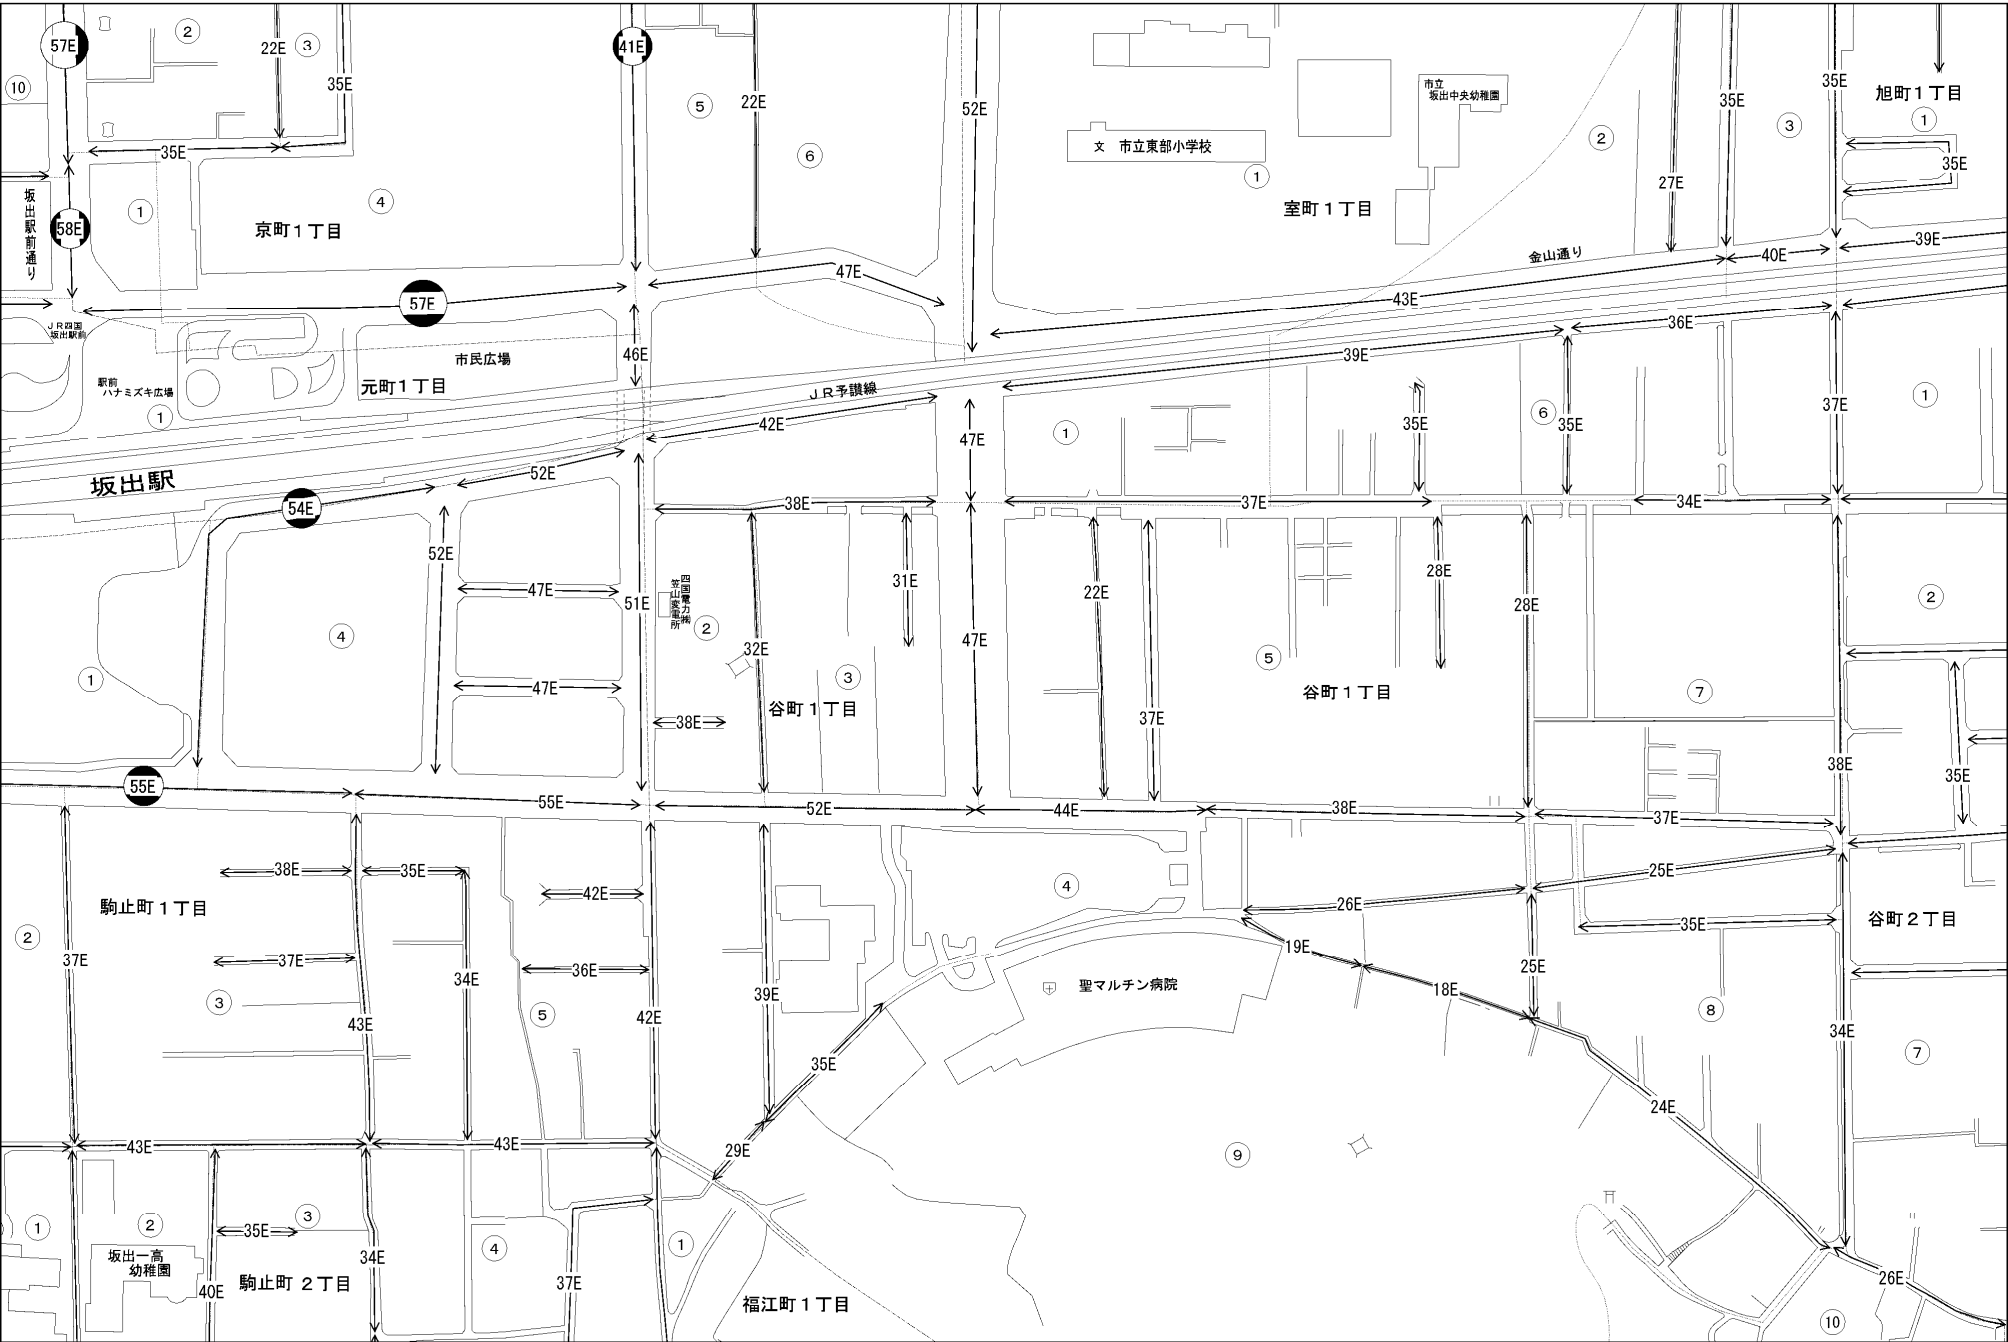 57E
②
22E
③
41E
35E
⑩
⑤
22E
52E
市立
坂出中央幼稚園
35E
35E
旭町1丁目
①
③
②
文 市立東部小学校
①
35E
⑥
35E
27E
坂出駅前通り
①
④
58E
京町1丁目
室町1丁目
金山通り
40E
39E
47E
57E
43E
36E
JR四国
坂出駅前
46E
市民広場
39E
駅前
ハナミズキ広場
元町1丁目
①
JR予讃線
42E
47E
①
35E
⑥
35E
37E
①
坂出駅
52E
54E
38E
37E
34E
52E
47E
51E
四国電力㈱
笠山変電所
②
31E
22E
28E
28E
②
④
32E
47E
⑤
①
47E
③
谷町1丁目
谷町1丁目
⑦
38E
37E
55E
55E
52E
44E
38E
37E
38E
35E
38E
35E
42E
④
25E
26E
駒止町1丁目
②
35E
谷町2丁目
37E
37E
34E
36E
19E
25E
39E
聖マルチン病院
18E
③
43E
⑤
42E
⑧
34E
⑦
35E
24E
43E
43E
29E
⑨
①
②
35E
③
④
①
坂出一高
幼稚園
駒止町 2丁目
40E
34E
37E
福江町1丁目
26E
⑩